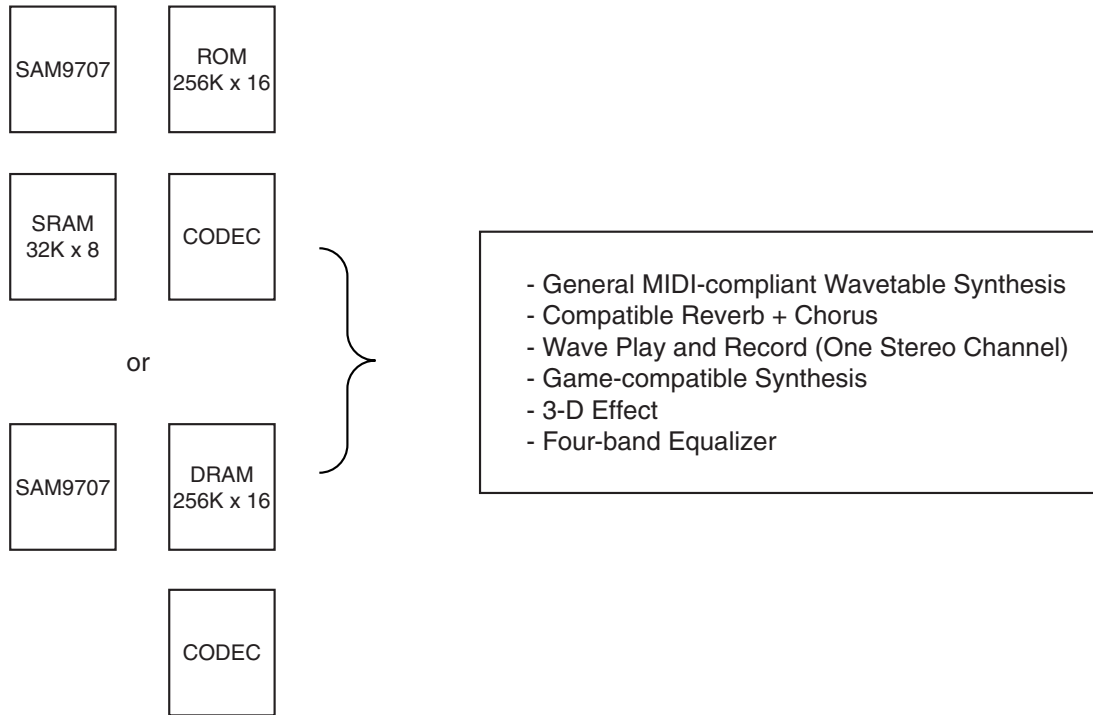 SAM9707
ROM
256K x 16
SRAM
32K x 8
CODEC
or
SAM9707
DRAM
256K x 16
CODEC
- General MIDI-compliant Wavetable Synthesis
- Compatible Reverb + Chorus
- Wave Play and Record (One Stereo Channel)
- Game-compatible Synthesis
- 3-D Effect
- Four-band Equalizer